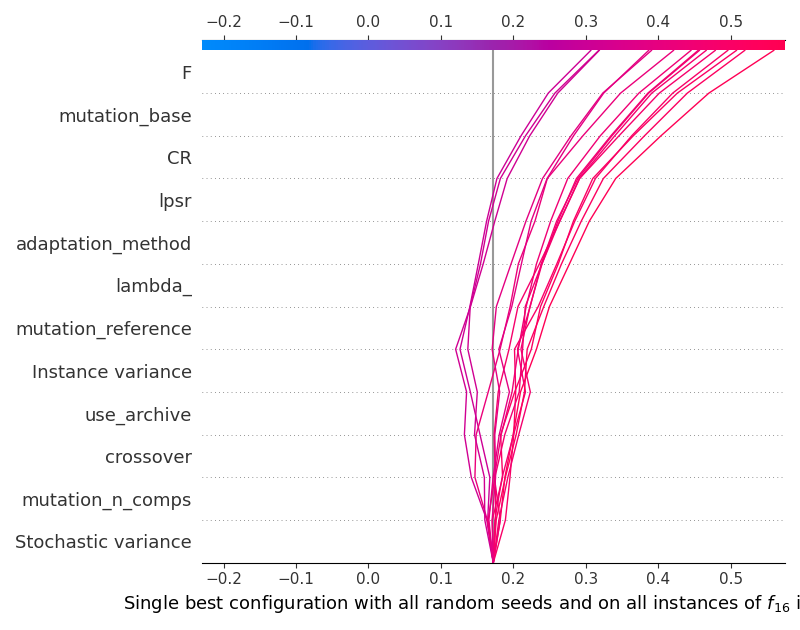 −0.2 −0.1 0.0 0.1 0.2 0.3 0.4 0.5
F
mutation_base
CR
lpsr
adaptation_method
lambda_
mutation_reference
Instance variance
use_archive
crossover
mutation_n_comps
Stochastic variance
−0.2 −0.1 0.0 0.1 0.2 0.3 0.4 0.5
Single best configuration with all random seeds and on all instances of f₁₆ i